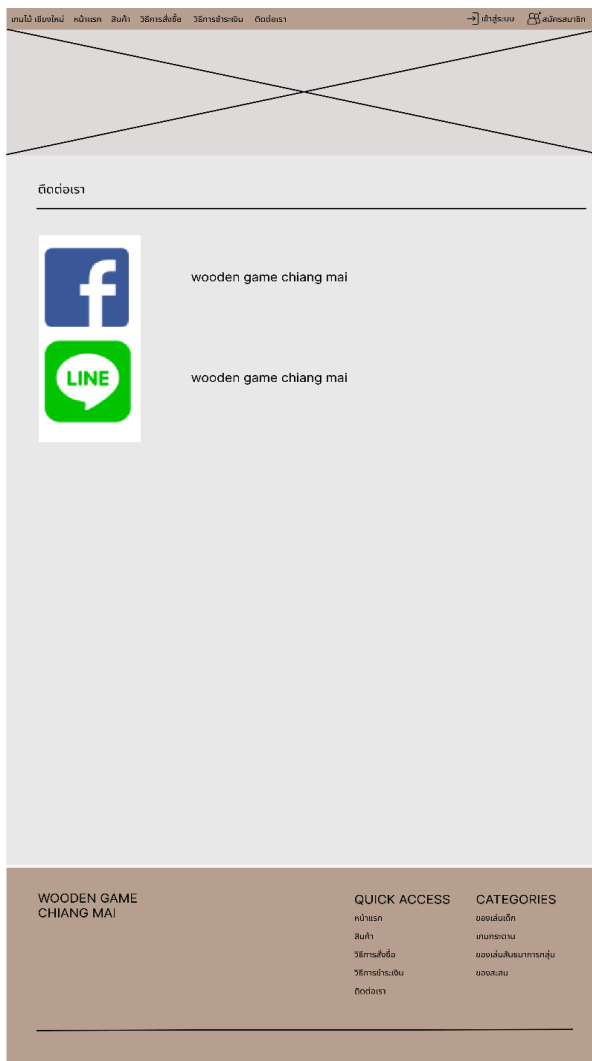 เกมไม้ เชียงใหม่ หน้าแรก สินค้า วิธีการสั่งซื้อ วิธีการชำระเงิน ติดต่อเรา เข้าสู่ระบบ สมัครสมาชิก
ติดต่อเรา
f
wooden game chiang mai
LINE
wooden game chiang mai
WOODEN GAME
CHIANG MAI
QUICK ACCESS
หน้าแรก
สินค้า
วิธีการสั่งซื้อ
วิธีการชำระเงิน
ติดต่อเรา
CATEGORIES
ของเล่นเด็ก
เกมกระดาน
ของเล่นสันธนาการกลุ่ม
ของสะสม